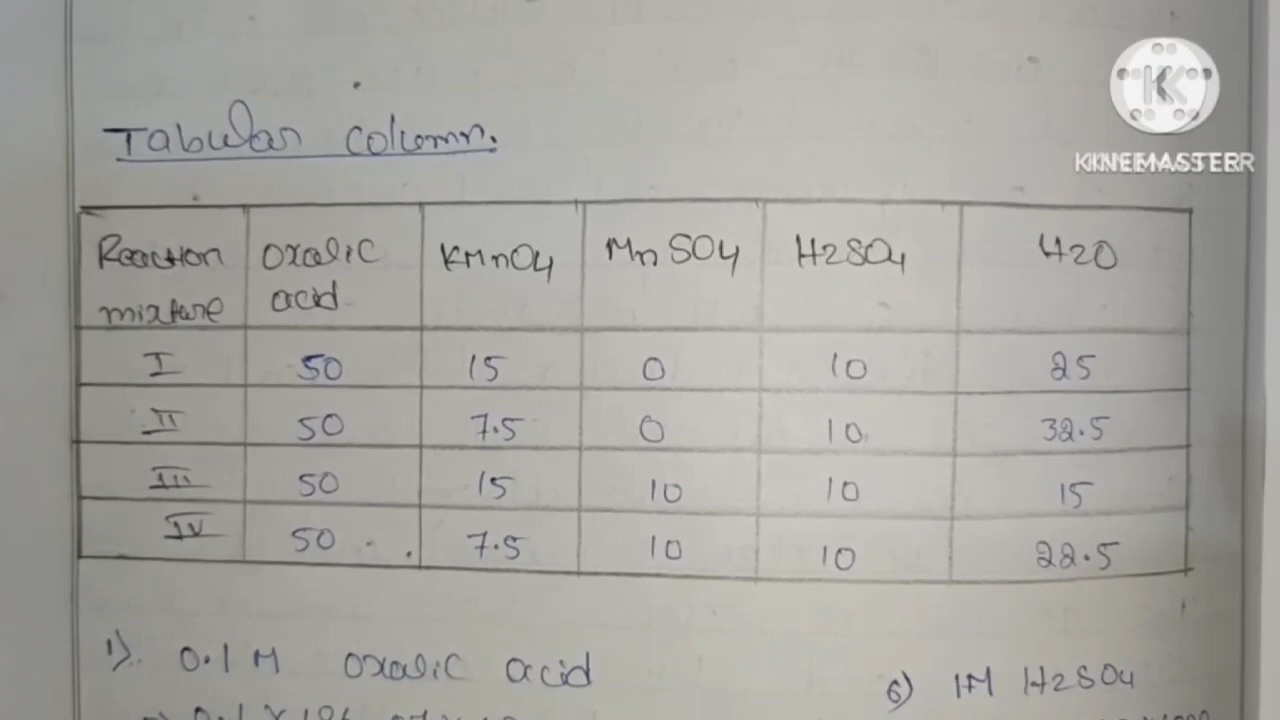 KINEMASTER
Tabular column.
Reaction mixture | Oxalic acid | KMnO4 | MnSO4 | H2SO4 | H2O
I | 50 | 15 | 0 | 10 | 25
II | 50 | 7.5 | 0 | 10 | 32.5
III | 50 | 15 | 10 | 10 | 15
IV | 50 | 7.5 | 10 | 10 | 22.5
1). 0.1 M oxalic acid
6) 1M H2SO4